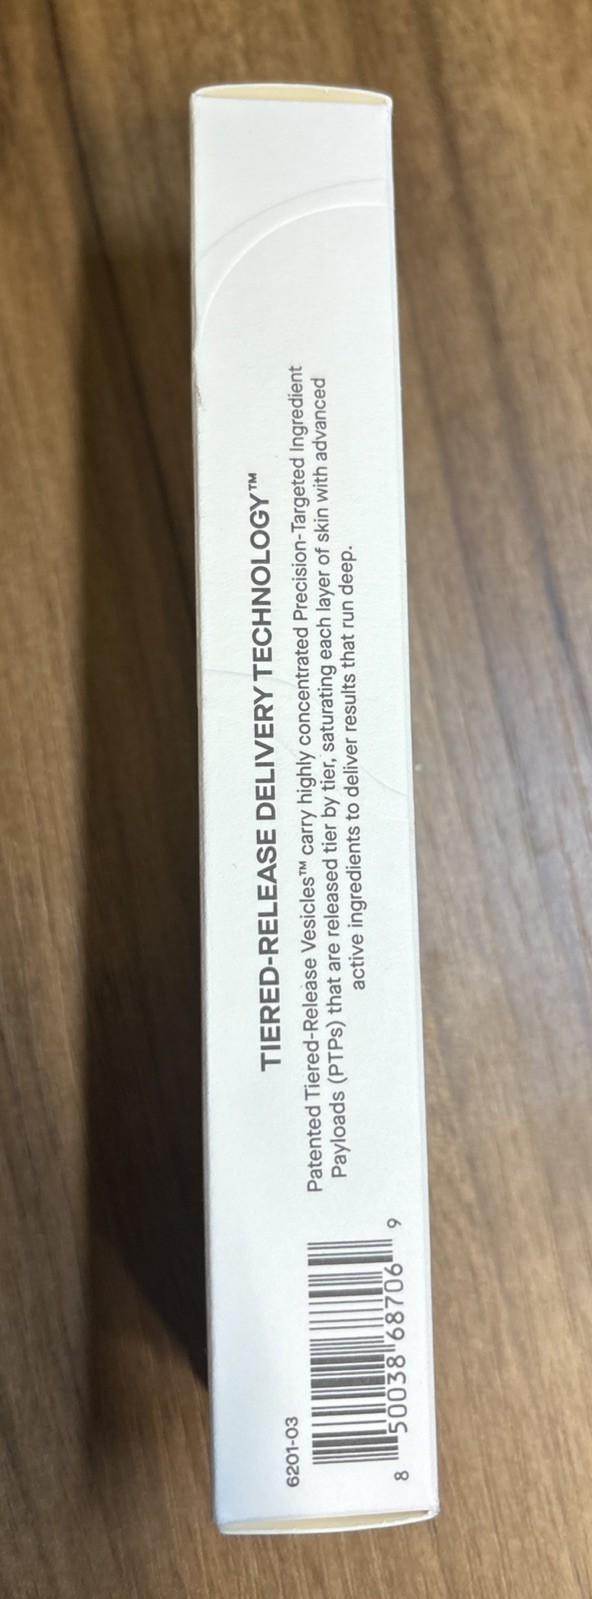 TIERED-RELEASE DELIVERY TECHNOLOGY™
Patented Tiered-Release Vesicles™ carry highly concentrated Precision-Targeted Ingredient
Payloads (PTPs) that are released tier by tier, saturating each layer of skin with advanced
active ingredients to deliver results that run deep.
6201-03
8 50038 68706 9